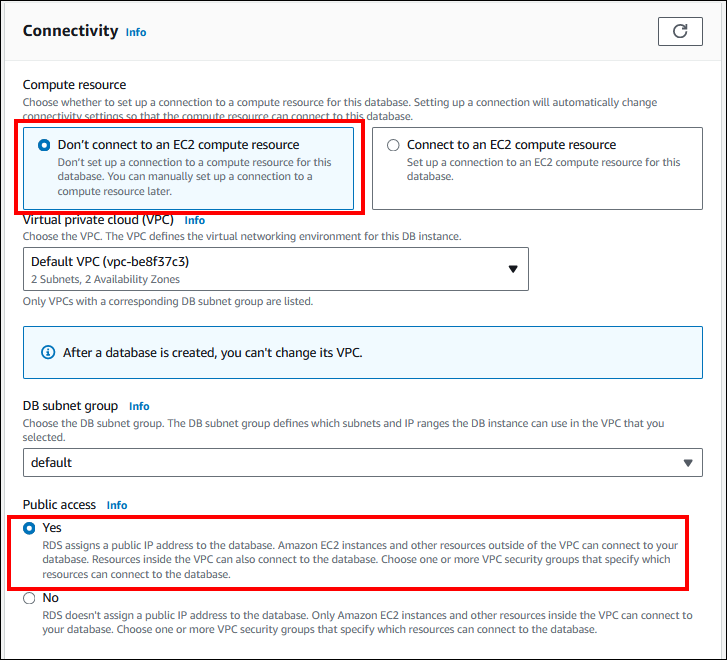 Connectivity Info
Compute resource
Choose whether to set up a connection to a compute resource for this database. Setting up a connection will automatically change
connectivity settings so that the compute resource can connect to this database.
Don't connect to an EC2 compute resource
Don't set up a connection to a compute resource for this
database. You can manually set up a connection to a
compute resource later.
Connect to an EC2 compute resource
Set up a connection to an EC2 compute resource for this
database.
Virtual private cloud (VPC) Info
Choose the VPC. The VPC defines the virtual networking environment for this DB instance.
Default VPC (vpc-be8f37c3)
2 Subnets, 2 Availability Zones
Only VPCs with a corresponding DB subnet group are listed.
After a database is created, you can't change its VPC.
DB subnet group Info
Choose the DB subnet group. The DB subnet group defines which subnets and IP ranges the DB instance can use in the VPC that you
selected.
default
Public access Info
Yes
RDS assigns a public IP address to the database. Amazon EC2 instances and other resources outside of the VPC can connect to your
database. Resources inside the VPC can also connect to the database. Choose one or more VPC security groups that specify which
resources can connect to the database.
No
RDS doesn't assign a public IP address to the database. Only Amazon EC2 instances and other resources inside the VPC can connect to
your database. Choose one or more VPC security groups that specify which resources can connect to the database.